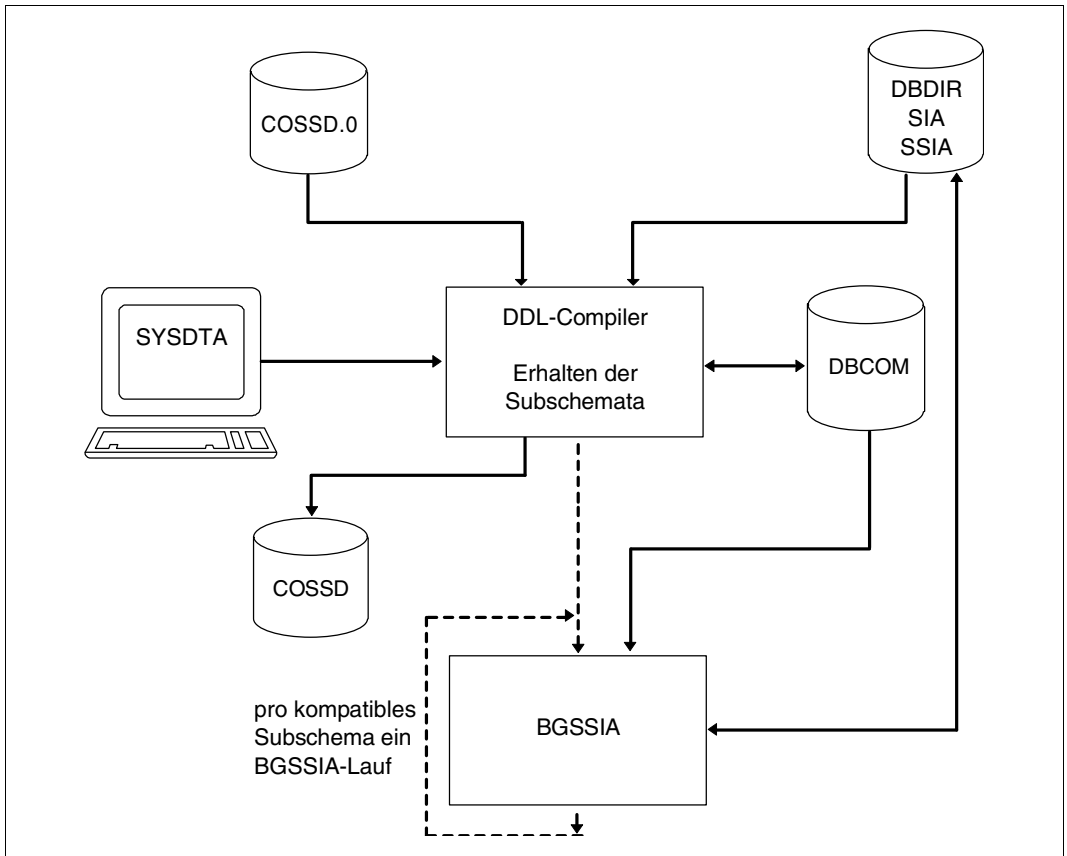 COSSD.0
DBDIR
SIA
SSIA
SYSDTA
DDL-Compiler
Erhalten der
Subschemata
DBCOM
COSSD
pro kompatibles
Subschema ein
BGSSIA-Lauf
BGSSIA